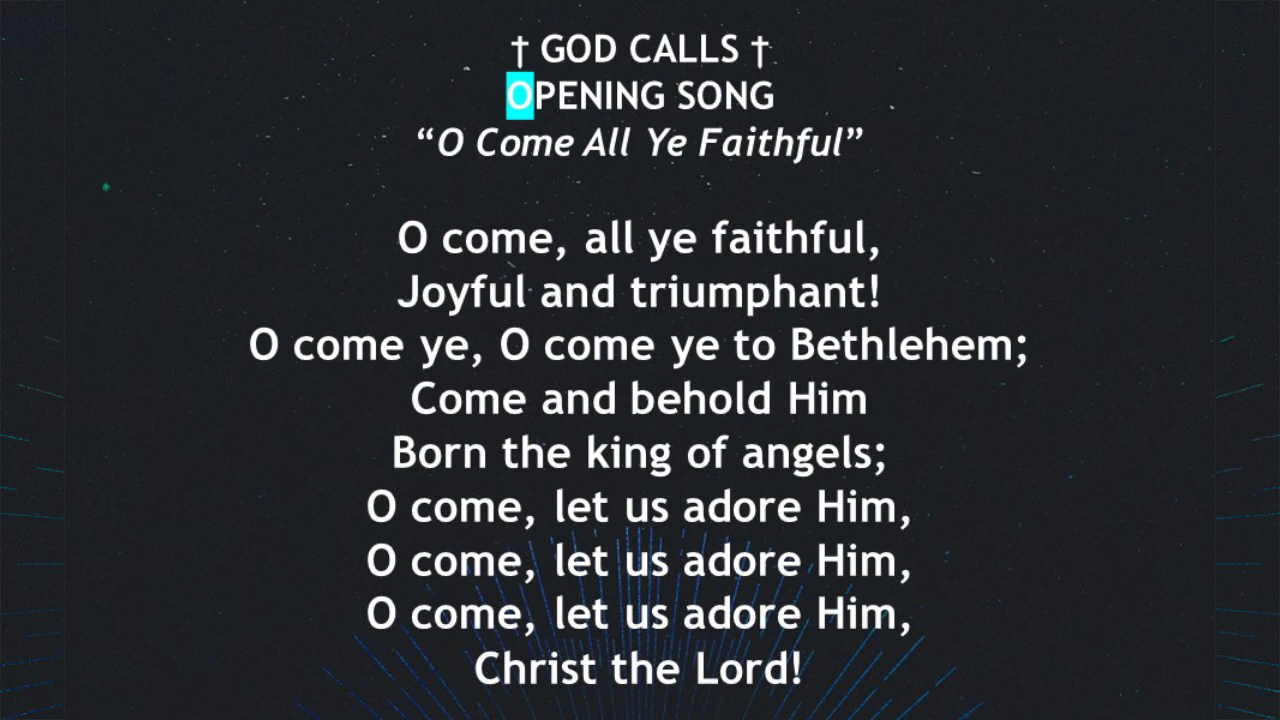 † GOD CALLS †
OPENING SONG
“O Come All Ye Faithful”
O come, all ye faithful,
Joyful and triumphant!
O come ye, O come ye to Bethlehem;
Come and behold Him
Born the king of angels;
O come, let us adore Him,
O come, let us adore Him,
O come, let us adore Him,
Christ the Lord!